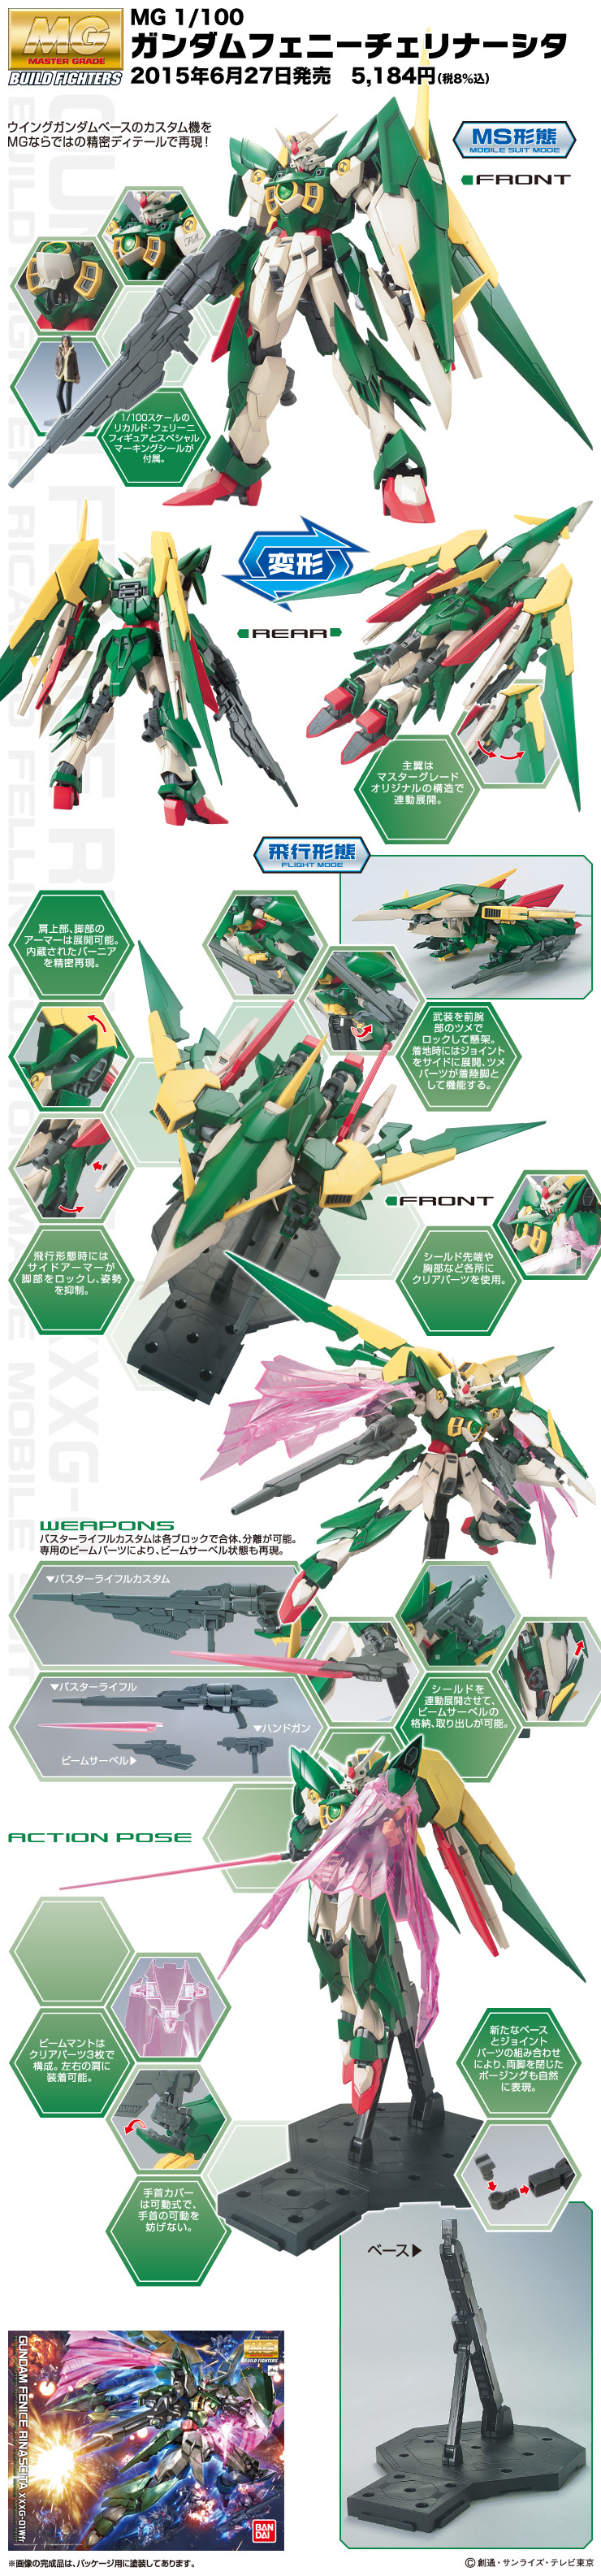 MG
MASTER GRADE
BUILD FIGHTERS
MG 1/100
ガンダムフェニーチェリナーシタ
2015年6月27日発売 5,184円(税8%込)
ウイングガンダムベースのカスタム機を
MGならではの精密ディテールで再現!
MS形態
MOBILE SUIT MODE
FRONT
1/100スケールの
リカルド・フェリーニ
フィギュアとスペシャル
マーキングシールが
付属。
変形
REAR
主翼は
マスターグレード
オリジナルの構造で
連動展開。
飛行形態
FLIGHT MODE
肩上部、脚部の
アーマーは展開可能。
内蔵されたバーニア
を精密再現。
武装を前腕
部のツメで
ロックして懸架。
着地時にはジョイント
をサイドに展開、ツメ
パーツが着陸脚と
して機能する。
FRONT
飛行形態時には
サイドアーマーが
脚部をロックし、姿勢
を抑制。
シールド先端や
胸部など各所に
クリアパーツを使用。
WEAPONS
バスターライフルカスタムは各ブロックで合体、分離が可能。
専用のビームパーツにより、ビームサーベル状態も再現。
▼バスターライフルカスタム
▼バスターライフル
▼ハンドガン
ビームサーベル▶
シールドを
連動展開させて、
ビームサーベルの
格納、取り出しが可能。
ACTION POSE
ビームマントは
クリアパーツ3枚で
構成。左右の肩に
装着可能。
新たなベース
とジョイント
パーツの組み合わせ
により、両脚を閉じた
ポージングも自然
に表現。
手首カバー
は可動式で、
手首の可動を
妨げない。
ベース▶
MG
BUILD FIGHTERS
GUNDAM FENICE RINASCITA XXXG-01Wfr
BANDAI
※画像の完成品は、パッケージ用に塗装してあります。
© 創通・サンライズ・テレビ東京